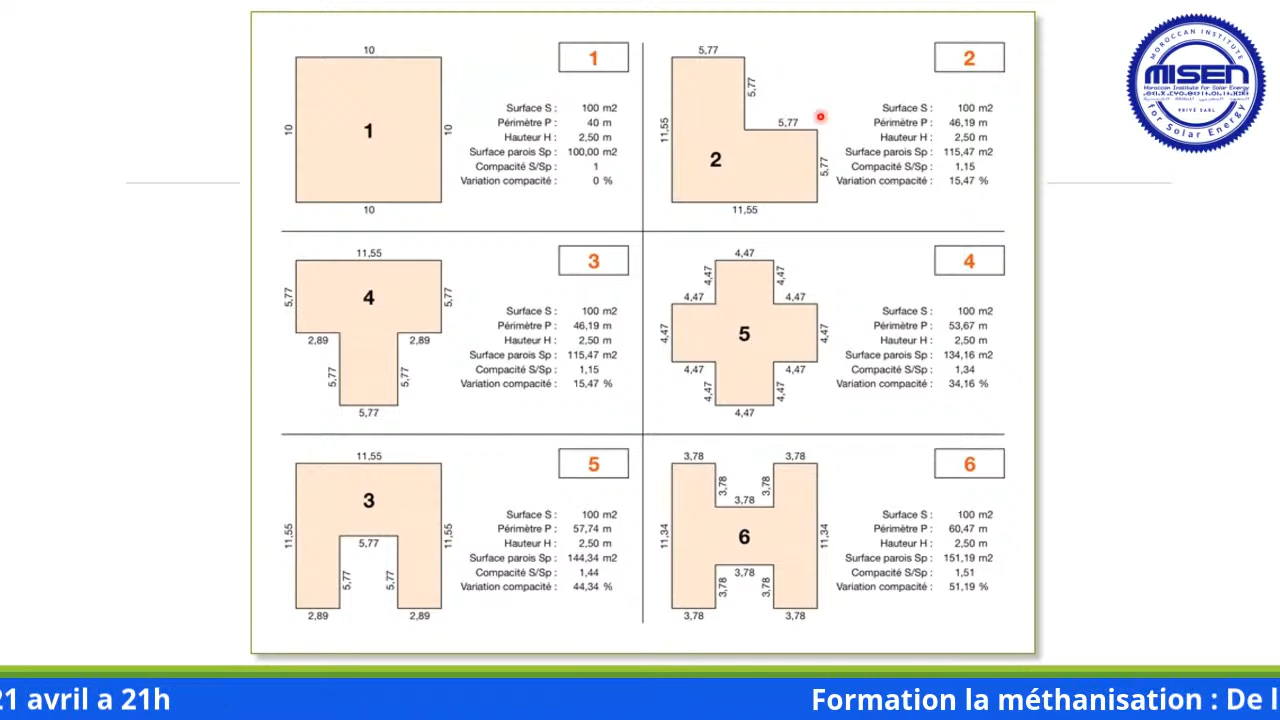 10
1
10
1
10
Surface S : 100 m2
Périmètre P : 40 m
Hauteur H : 2,50 m
Surface parois Sp : 100,00 m2
Compacité S/Sp : 1
Variation compacité : 0 %
10
5,77
2
5,77
11,55
5,77
2
5,77
Surface S : 100 m2
Périmètre P : 46,19 m
Hauteur H : 2,50 m
Surface parois Sp : 115,47 m2
Compacité S/Sp : 1,15
Variation compacité : 15,47 %
11,55
11,55
3
5,77
4
5,77
2,89
2,89
5,77
5,77
Surface S : 100 m2
Périmètre P : 46,19 m
Hauteur H : 2,50 m
Surface parois Sp : 115,47 m2
Compacité S/Sp : 1,15
Variation compacité : 15,47 %
5,77
4,47
4
4,47
4,47
4,47
4,47
4,47
5
4,47
4,47
4,47
4,47
4,47
Surface S : 100 m2
Périmètre P : 53,67 m
Hauteur H : 2,50 m
Surface parois Sp : 134,16 m2
Compacité S/Sp : 1,34
Variation compacité : 34,16 %
4,47
11,55
5
11,55
3
11,55
5,77
5,77
5,77
Surface S : 100 m2
Périmètre P : 57,74 m
Hauteur H : 2,50 m
Surface parois Sp : 144,34 m2
Compacité S/Sp : 1,44
Variation compacité : 44,34 %
2,89
2,89
3,78
3,78
6
3,78
3,78
3,78
11,34
6
11,34
3,78
3,78
3,78
Surface S : 100 m2
Périmètre P : 60,47 m
Hauteur H : 2,50 m
Surface parois Sp : 151,19 m2
Compacité S/Sp : 1,51
Variation compacité : 51,19 %
3,78
3,78
MOROCCAN INSTITUTE
MISEN
Moroccan Institute for Solar Energy
PRIVÉ SARL
for Solar Energy
21 avril a 21h
Formation la méthanisation : De l